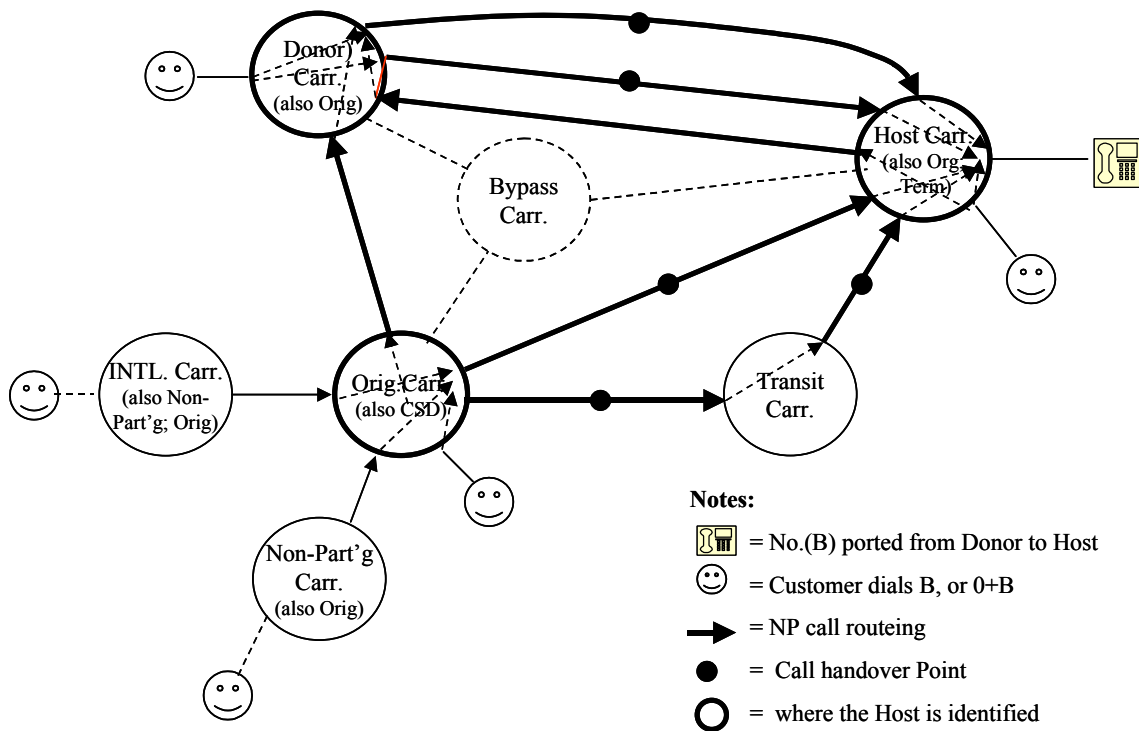 Donor)
Carr.
(also Orig)
Host Carr.
(also Org
Term)
Bypass
Carr.
INTL. Carr.
(also Non-
Part'g; Orig)
Orig.Carr.
(also CSD)
Transit
Carr.
Non-Part'g
Carr.
(also Orig)
Notes:
= No.(B) ported from Donor to Host
= Customer dials B, or 0+B
= NP call routeing
= Call handover Point
= where the Host is identified